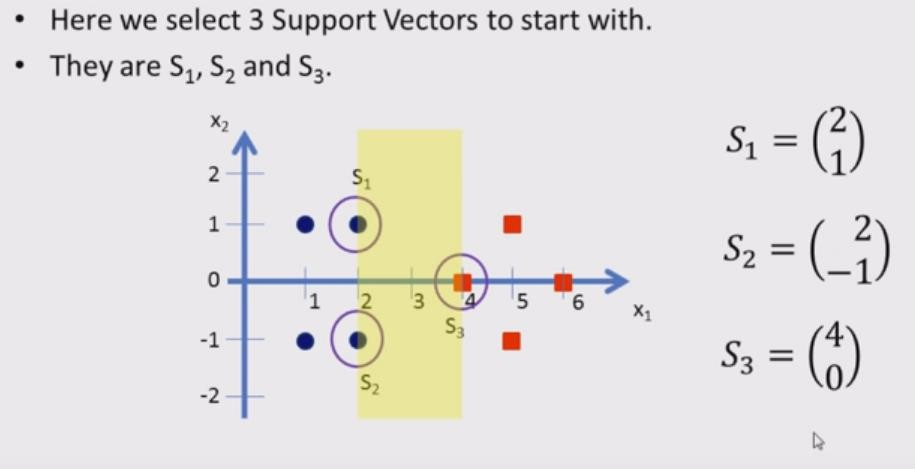 • Here we select 3 Support Vectors to start with.
• They are S₁, S₂ and S₃.
x₂
2
S₁
1
0
1 2 3 4 5 6
x₁
S₃
-1
S₂
-2
S₁ = (2 1)
S₂ = (2 −1)
S₃ = (4 0)